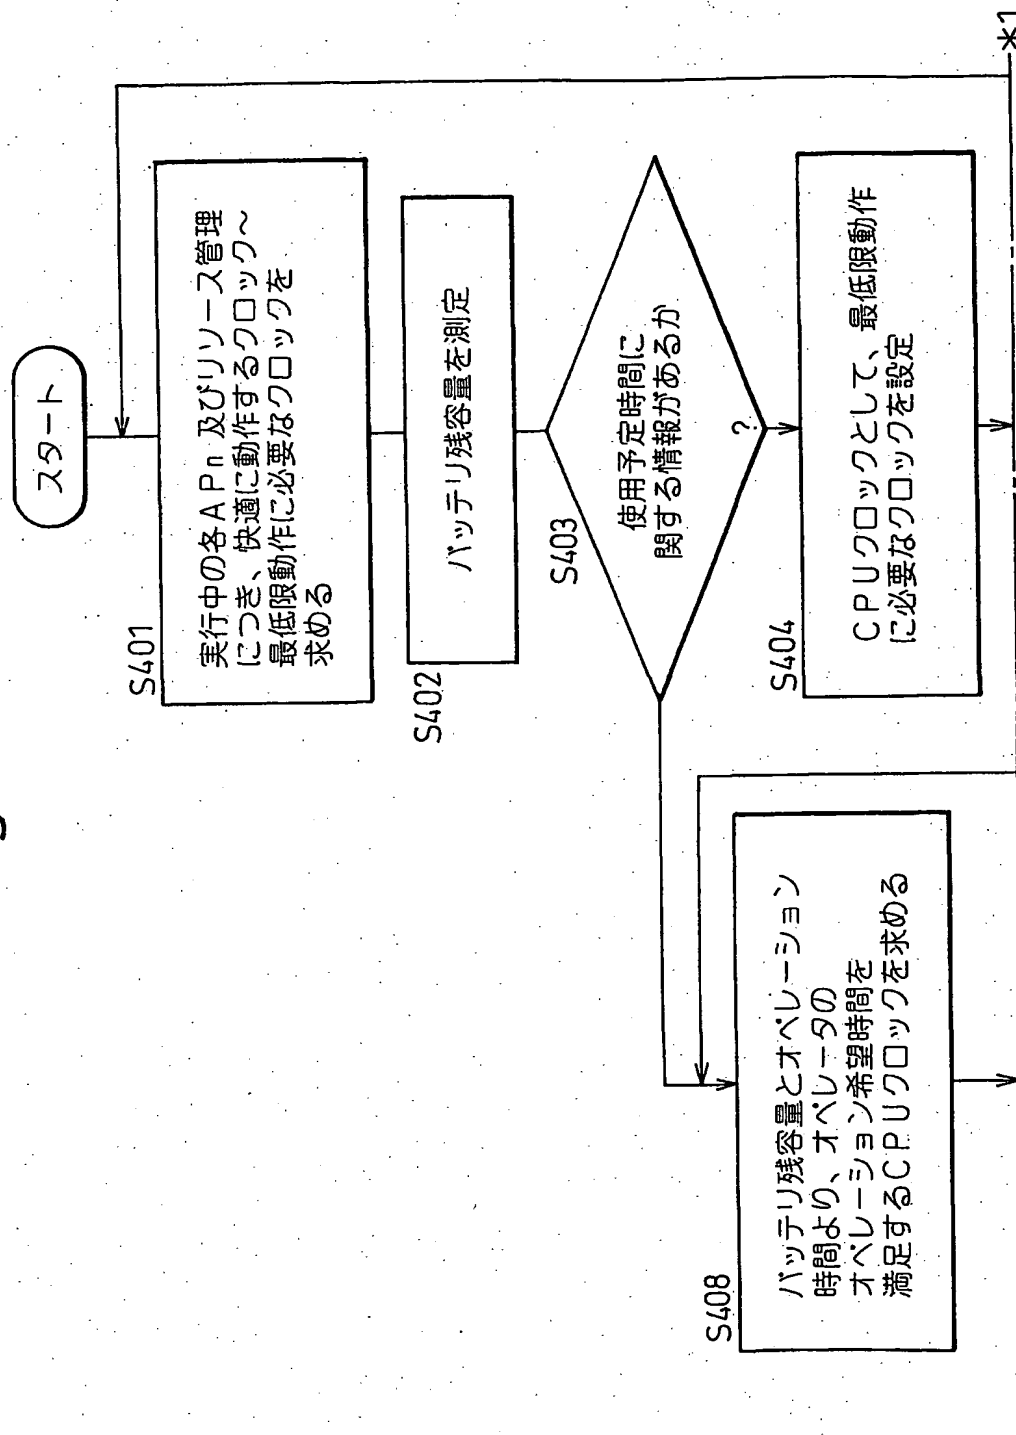 スタート
S401
実行中の各APn 及びリソース管理
につき、快適に動作するクロック〜
最低限動作に必要なクロックを
求める
S402
バッテリ残容量を測定
S403
使用予定時間に
関する情報があるか
?
S404
CPUクロックとして、最低限動作
に必要なクロックを設定
S408
バッテリ残容量とオペレーション
時間より、オペレータの
オペレーション希望時間を
満足するCPUクロックを求める
*1